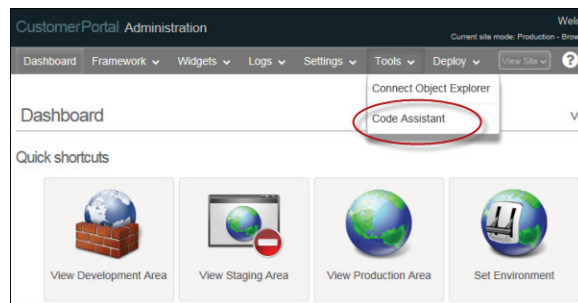 CustomerPortal Administration
Current site mode: Production - Brow
Dashboard Framework Widgets Logs Settings Tools Deploy View Site ?
Connect Object Explorer
Code Assistant
Dashboard
Quick shortcuts
View Development Area View Staging Area View Production Area Set Environment